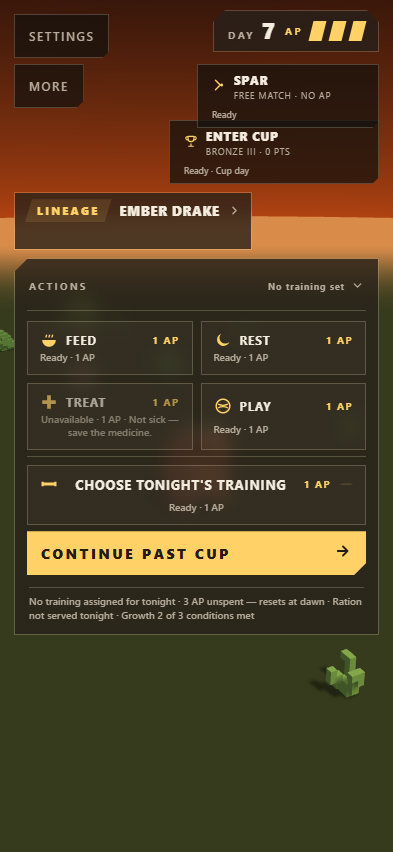 SETTINGS
DAY 7 AP
MORE
SPAR
FREE MATCH · NO AP
Ready
ENTER CUP
BRONZE III · 0 PTS
Ready · Cup day
LINEAGE EMBER DRAKE
ACTIONS
No training set
FEED 1 AP
Ready · 1 AP
REST 1 AP
Ready · 1 AP
TREAT 1 AP
Unavailable · 1 AP · Not sick —
save the medicine.
PLAY 1 AP
Ready · 1 AP
CHOOSE TONIGHT'S TRAINING 1 AP
Ready · 1 AP
CONTINUE PAST CUP
No training assigned for tonight · 3 AP unspent — resets at dawn · Ration
not served tonight · Growth 2 of 3 conditions met